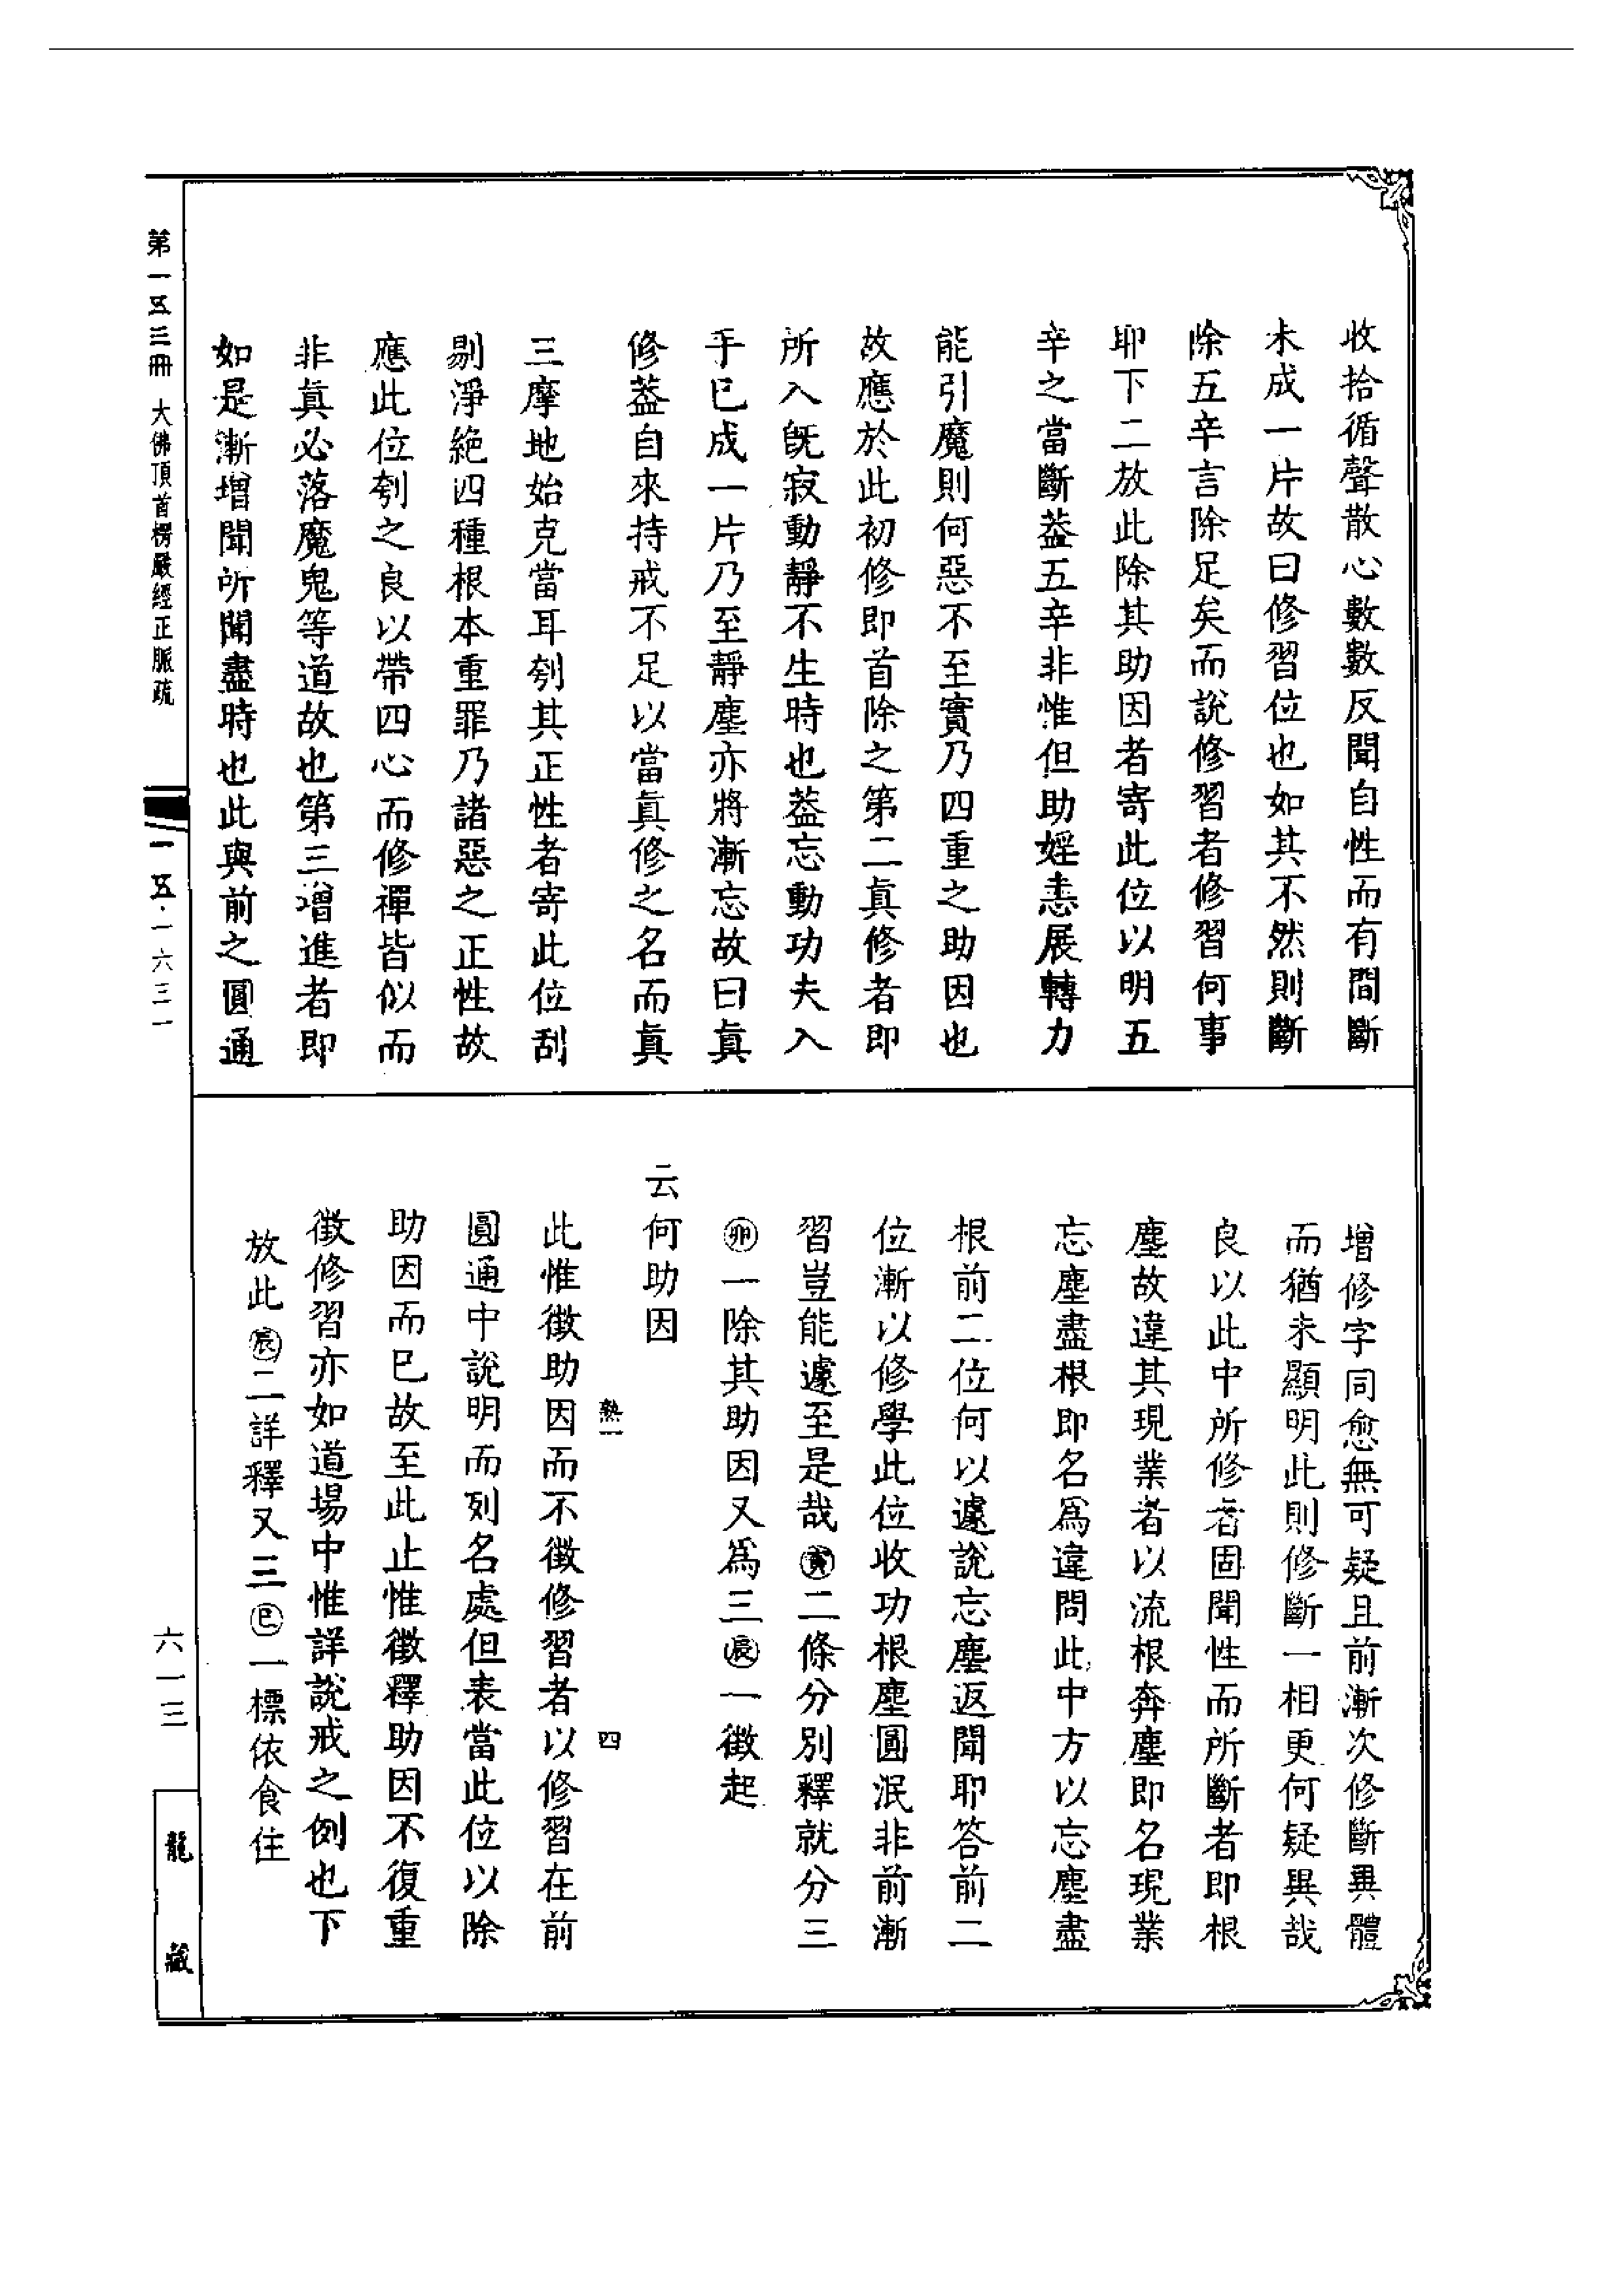 收拾循聲散心數數反聞自性而有間斷
未成一片故曰修習位也如其不然則斷
除五辛言除足矣而說修習者修習何事
耶下二放此除其助因者寄此位以明五
辛之當斷葢五辛非惟但助婬恚展轉力
能引魔則何惡不至實乃四重之助因也
故應於此初修即首除之第二真修者即
所入旣寂動靜不生時也葢忘動功夫入
手已成一片乃至靜塵亦將漸忘故曰真
修葢自來持戒不足以當真修之名而真
三摩地始克當耳刳其正性者寄此位刮
剔淨絕四種根本重罪乃諸惡之正性故
應此位刳之良以帶四心而修禪皆似而
非真必落魔鬼等道故也第三增進者即
如是漸增聞所聞盡時也此與前之圓通
增修字同愈無可疑且前漸次修斷異體
而猶未顯明此則修斷一相更何疑異哉
良以此中所修者固聞性而所斷者即根
塵故違其現業者以流根奔塵即名現業
忘塵盡根即名爲違問此中方以忘塵盡
根前二位何以遽說忘塵返聞耶答前二
位漸以修學此位收功根塵圓泯非前漸
習豈能遽至是哉㊞寅二條分別釋就分三
卯一除其助因又爲三辰一徵起
云何助因
熱一　四
此惟徵助因而不徵修習者以修習在前
圓通中說明而列名處但表當此位以除
助因而已故至此止惟徵釋助因不復重
徵修習亦如道場中惟詳說戒之例也下
放此辰二詳釋又三巳一標依食住
第一五三冊 大佛頂首楞嚴經正脈疏
一五·一六三一
六一三
龍藏